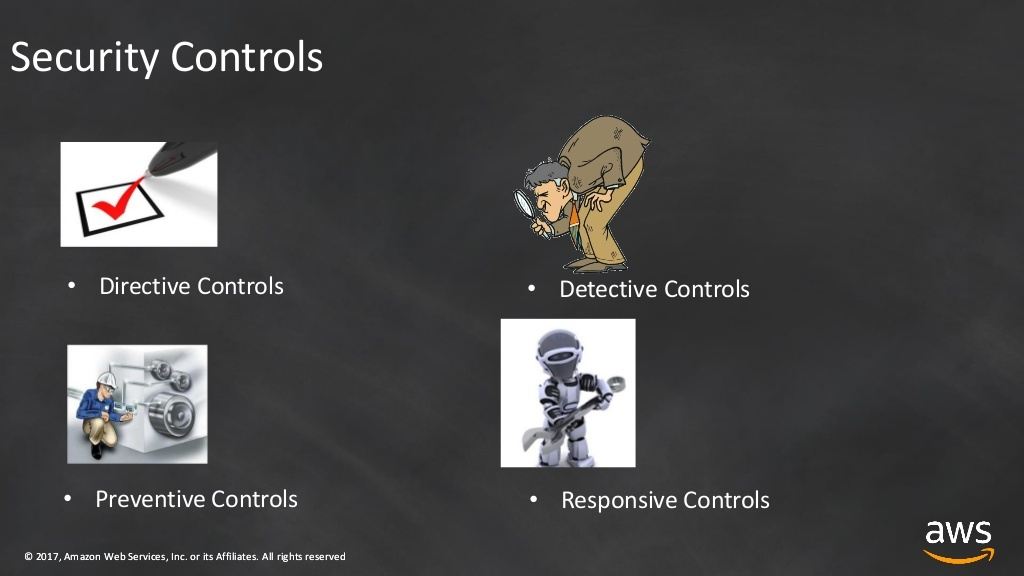 Security Controls
• Directive Controls
• Detective Controls
• Preventive Controls
• Responsive Controls
© 2017, Amazon Web Services, Inc. or its Affiliates. All rights reserved
aws